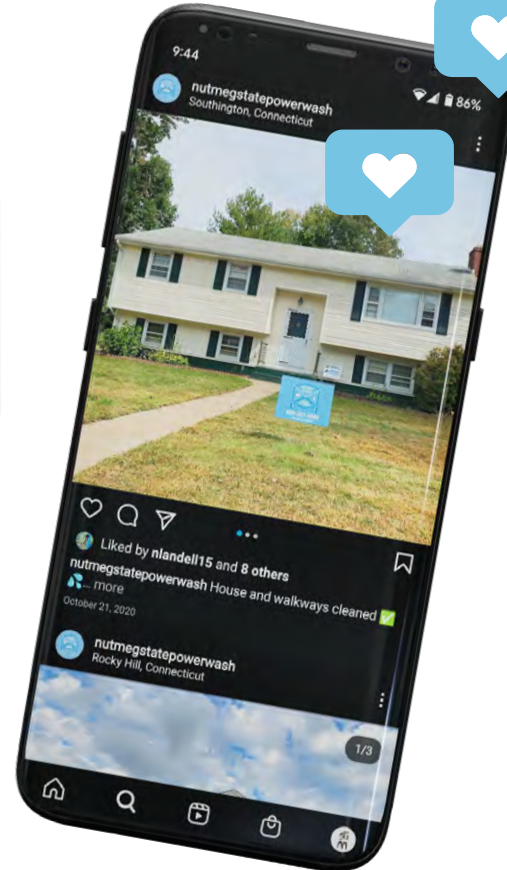 9:44
86%
nutmegstatepowerwash
Southington, Connecticut
Liked by nlandell15 and 8 others
nutmegstatepowerwash House and walkways cleaned ✅
💦... more
October 21, 2020
nutmegstatepowerwash
Rocky Hill, Connecticut
1/3